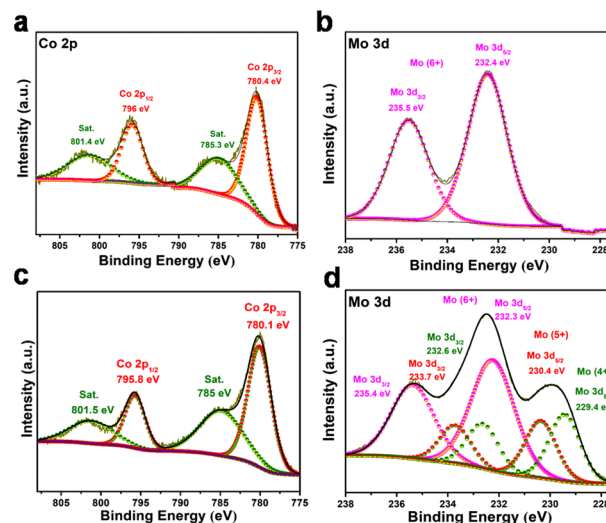 a
Co 2p
Co 2p3/2
780.4 eV
Co 2p1/2
796 eV
Sat.
801.4 eV
Sat.
785.3 eV
Intensity (a.u.)
805 800 795 790 785 780 775
Binding Energy (eV)
b
Mo 3d
Mo (6+)
Mo 3d5/2
232.4 eV
Mo 3d3/2
235.5 eV
Intensity (a.u.)
238 236 234 232 230 228
Binding Energy (eV)
c
Co 2p3/2
780.1 eV
Co 2p1/2
795.8 eV
Sat.
801.5 eV
Sat.
785 eV
Intensity (a.u.)
805 800 795 790 785 780 775
Binding Energy (eV)
d
Mo 3d
Mo (6+)
Mo 3d5/2
232.3 eV
Mo 3d3/2
232.6 eV
Mo (5+)
Mo 3d5/2
230.4 eV
Mo 3d3/2
233.7 eV
Mo 3d3/2
235.4 eV
Mo (4+
Mo 3d5
229.4 e
Intensity (a.u.)
238 236 234 232 230 228
Binding Energy (eV)